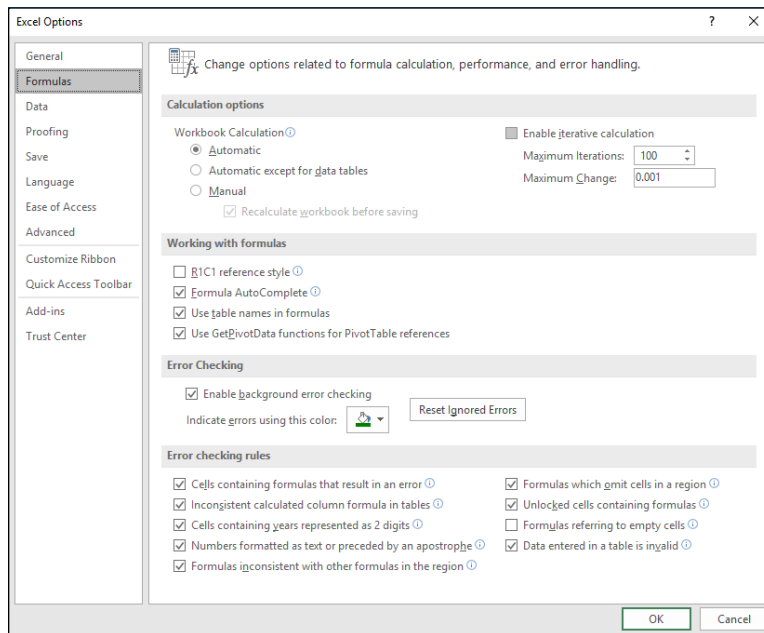 Excel Options
? ×
General
Formulas
Data
Proofing
Save
Language
Ease of Access
Advanced
Customize Ribbon
Quick Access Toolbar
Add-ins
Trust Center
fx Change options related to formula calculation, performance, and error handling.
Calculation options
Workbook Calculation
Automatic
Automatic except for data tables
Manual
Recalculate workbook before saving
Enable iterative calculation
Maximum Iterations: 100
Maximum Change: 0.001
Working with formulas
R1C1 reference style
Formula AutoComplete
Use table names in formulas
Use GetPivotData functions for PivotTable references
Error Checking
Enable background error checking
Indicate errors using this color:
Reset Ignored Errors
Error checking rules
Cells containing formulas that result in an error
Inconsistent calculated column formula in tables
Cells containing years represented as 2 digits
Numbers formatted as text or preceded by an apostrophe
Formulas inconsistent with other formulas in the region
Formulas which omit cells in a region
Unlocked cells containing formulas
Formulas referring to empty cells
Data entered in a table is invalid
OK
Cancel